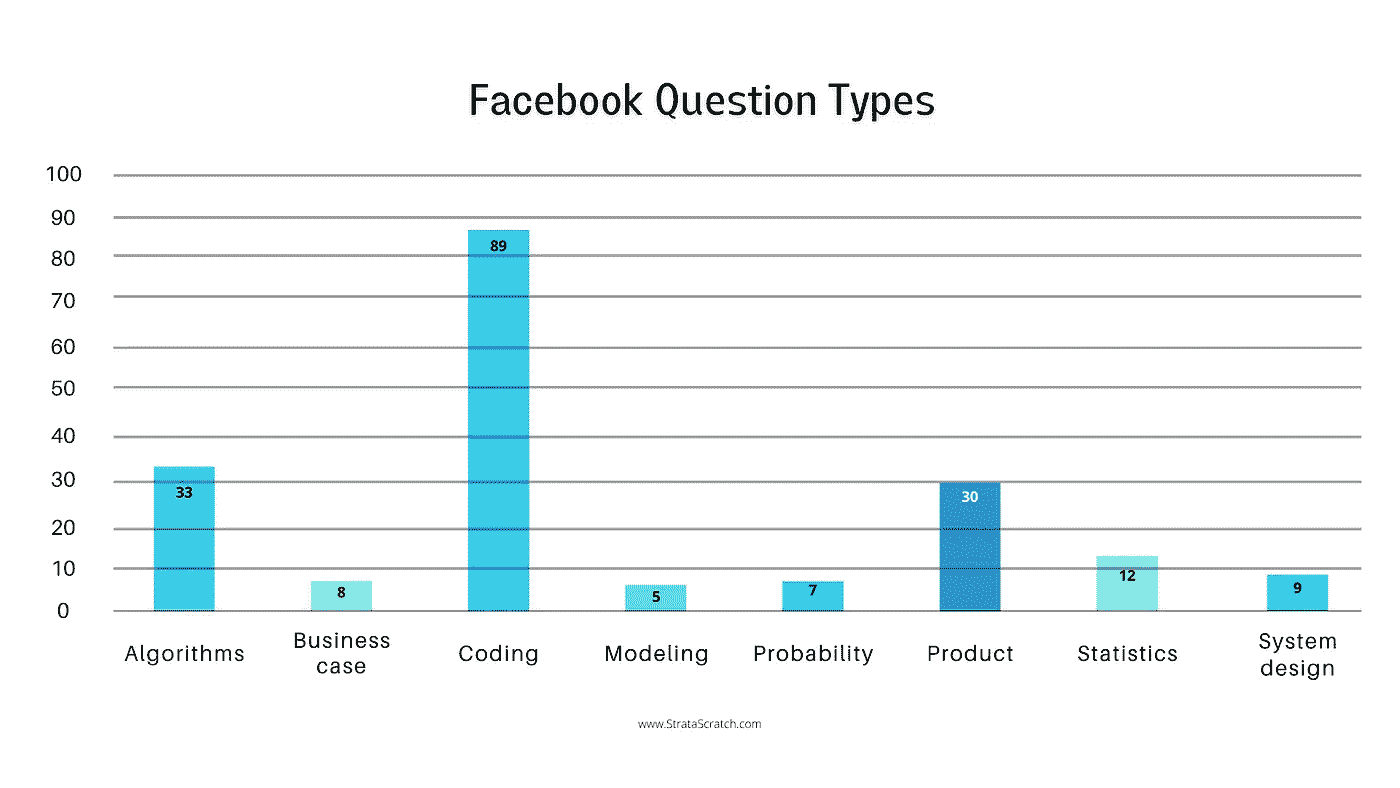 Facebook Question Types
100
90
80
70
60
50
40
30
20
10
0
33
8
89
5
7
30
12
9
Algorithms
Business
case
Coding
Modeling
Probability
Product
Statistics
System
design
www.StrataScratch.com